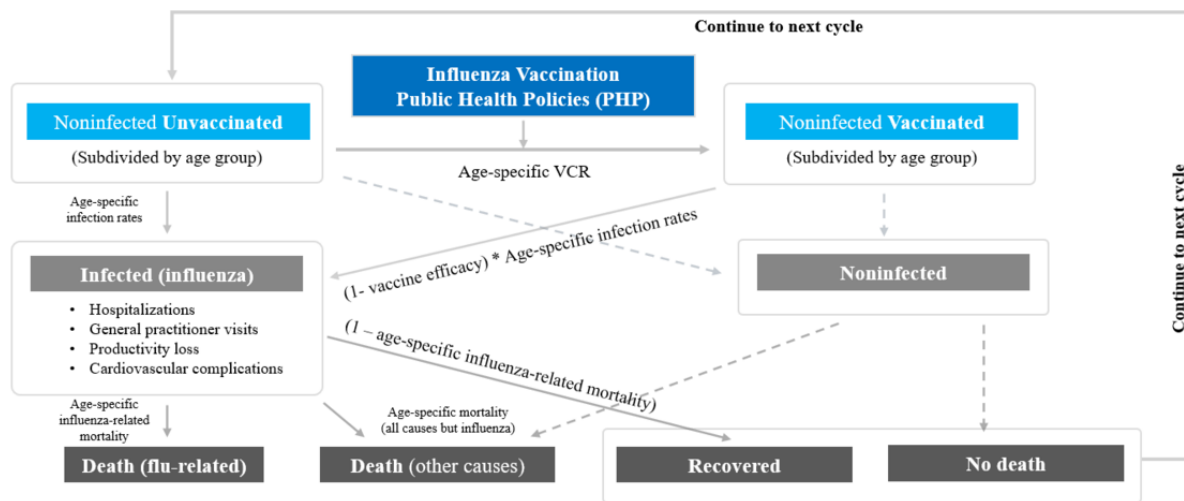 Continue to next cycle
Influenza Vaccination
Public Health Policies (PHP)
Noninfected Unvaccinated
(Subdivided by age group)
Age-specific VCR
Noninfected Vaccinated
(Subdivided by age group)
Continue to next cycle
Age-specific
infection rates
(1- vaccine efficacy) * Age-specific infection rates
Infected (influenza)
• Hospitalizations
• General practitioner visits
• Productivity loss
• Cardiovascular complications
Noninfected
(1 – age-specific influenza-related mortality)
Age-specific
influenza-related
mortality
Age-specific mortality
(all causes but influenza)
Death (flu-related)
Death (other causes)
Recovered
No death